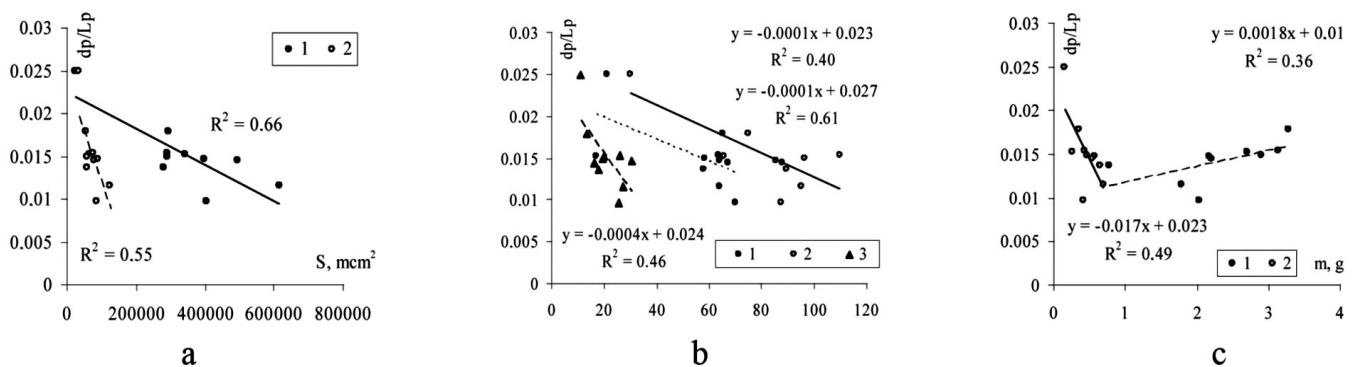 dp/Lp
0.03
0.025
0.02
0.015
0.01
0.005
0
1 2
R² = 0.66
R² = 0.55
S, mcm²
0 200000 400000 600000 800000
a
dp/Lp
0.03
0.025
0.02
0.015
0.01
0.005
0
y = -0.0001x + 0.023
R² = 0.40
y = -0.0001x + 0.027
R² = 0.61
y = -0.0004x + 0.024
R² = 0.46
1 2 3
0 20 40 60 80 100 120
b
dp/Lp
0.03
0.025
0.02
0.015
0.01
0.005
0
y = 0.0018x + 0.01
R² = 0.36
y = -0.017x + 0.023
R² = 0.49
1 2
m, g
0 1 2 3 4
c